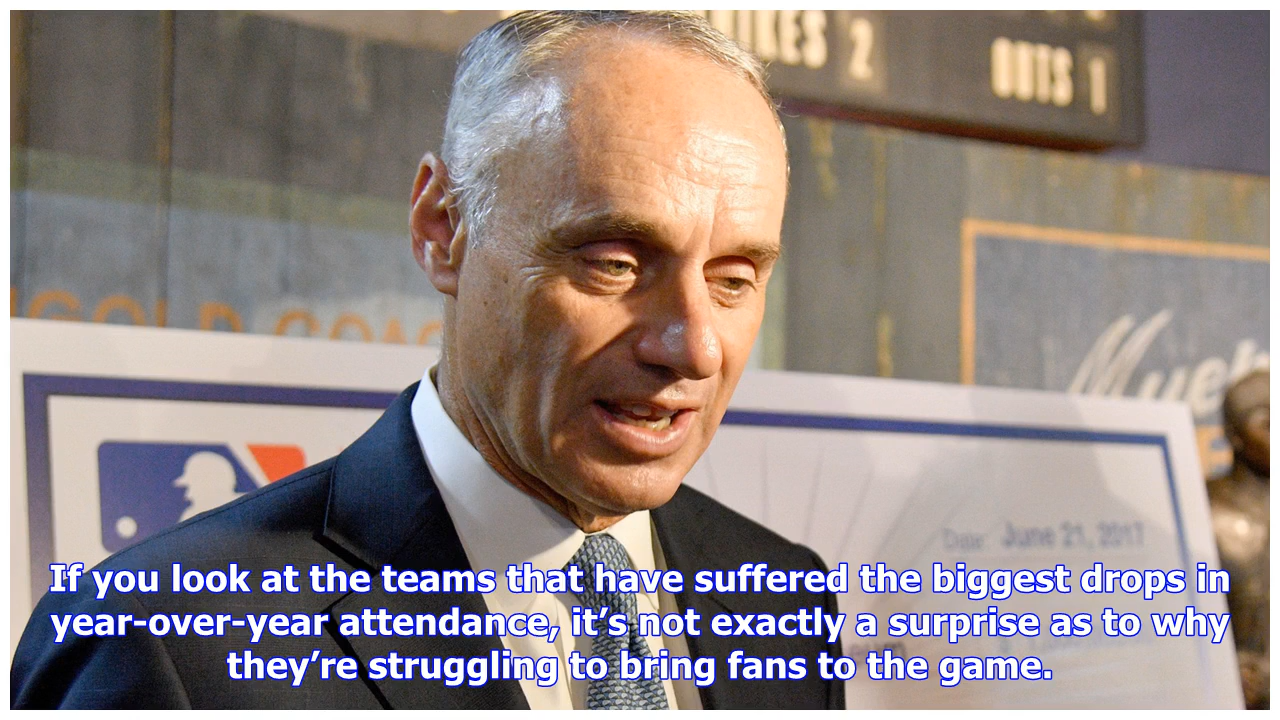 STRIKES 2
OUTS 1
GOLD COAST
Date: June 21, 2017
If you look at the teams that have suffered the biggest drops in
year-over-year attendance, it’s not exactly a surprise as to why
they’re struggling to bring fans to the game.